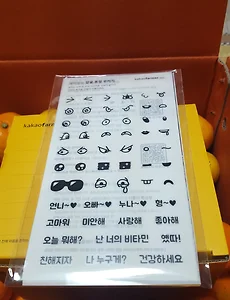 kakao
언니~♥ 오빠~♥ 누나~♥ 형~♥
고마워 미안해 사랑해 좋아해
오늘 뭐해? 난 너의 비타민 옜따!
친해지자 나 누구게? 건강하세요